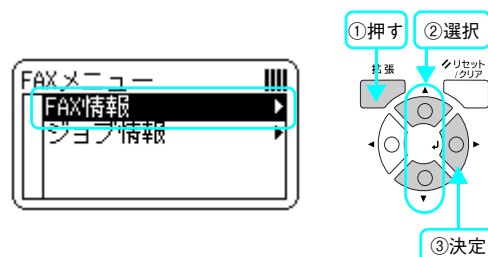 ①押す
②選択
拡張
リセット
/クリア
FAXメニュー
FAX情報
ジョブ情報
③決定